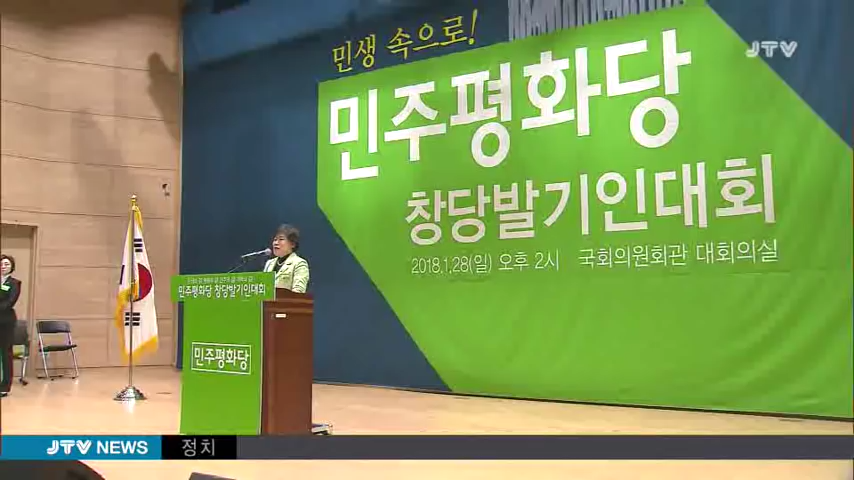 민생 속으로!
JTV
민주평화당
창당발기인대회
2018.1.28(일) 오후 2시 국회의원회관 대회의실
민주평화당 창당발기인대회
민주평화당
JTV NEWS 정치